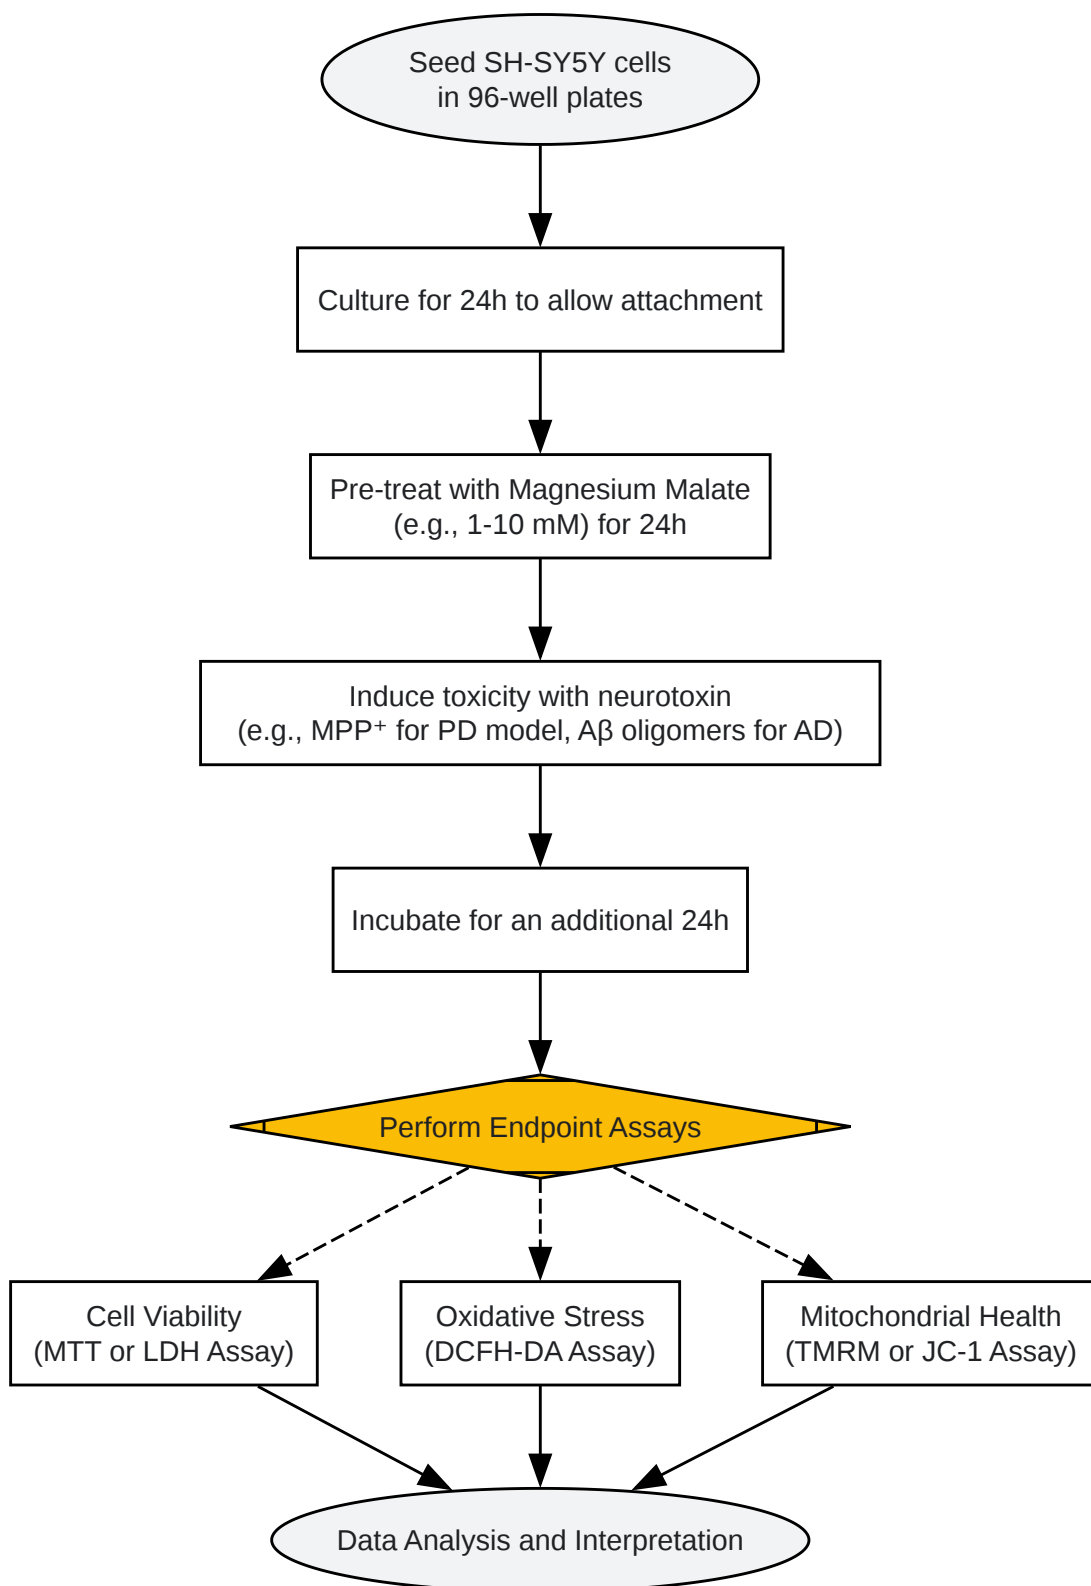 Seed SH-SY5Y cells
in 96-well plates
Culture for 24h to allow attachment
Pre-treat with Magnesium Malate
(e.g., 1-10 mM) for 24h
Induce toxicity with neurotoxin
(e.g., MPP⁺ for PD model, Aβ oligomers for AD)
Incubate for an additional 24h
Perform Endpoint Assays
Cell Viability
(MTT or LDH Assay)
Oxidative Stress
(DCFH-DA Assay)
Mitochondrial Health
(TMRM or JC-1 Assay)
Data Analysis and Interpretation